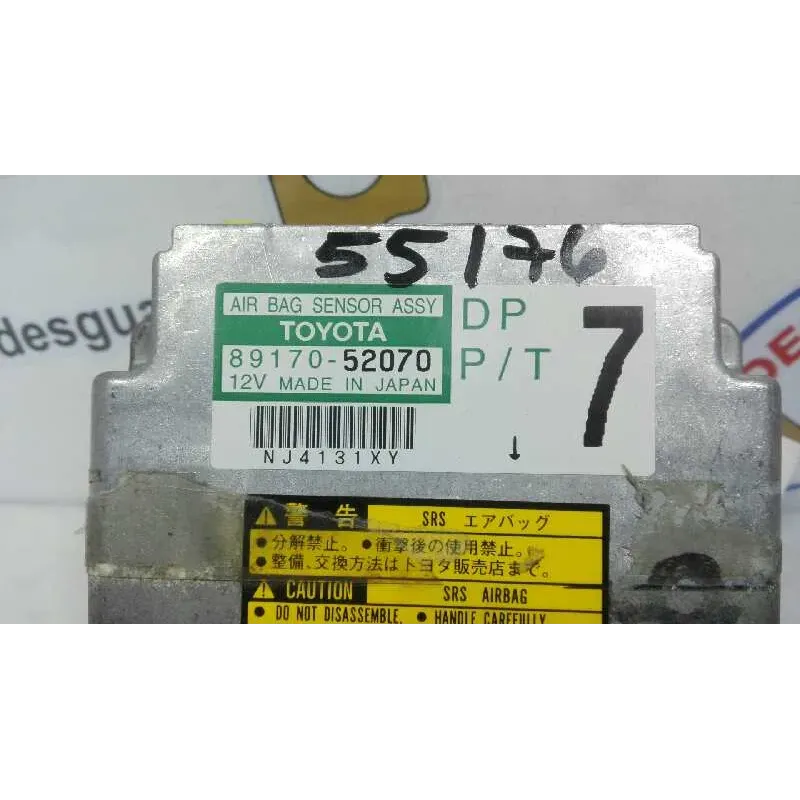 55176
AIR BAG SENSOR ASSY
TOYOTA
89170-52070
12V MADE IN JAPAN
DP
P/T
7
NJ4131XY
desgua
DE
警告 SRS エアバッグ
●分解禁止。 ●衝撃後の使用禁止。
●整備、交換方法はトヨタ販売店まで。
CAUTION SRS AIRBAG
● DO NOT DISASSEMBLE. ● HANDLE CAREFULLY